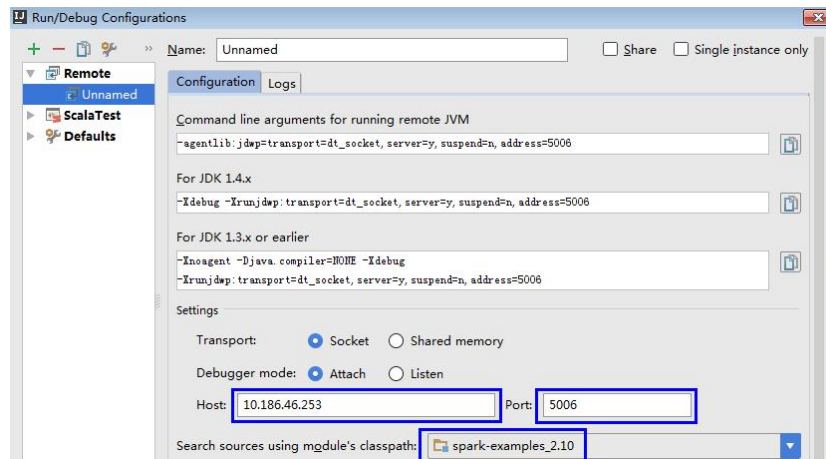 Run/Debug Configurations
Name: Unnamed
Share
Single instance only
Remote
Unnamed
ScalaTest
Defaults
Configuration
Logs
Command line arguments for running remote JVM
-agentlib:jdwp=transport=dt_socket, server=y, suspend=n, address=5006
For JDK 1.4.x
-Xdebug -Xrunjdwp:transport=dt_socket, server=y, suspend=n, address=5006
For JDK 1.3.x or earlier
-Xnoagent -Djava.compiler=NONE -Xdebug
-Xrunjdwp:transport=dt_socket, server=y, suspend=n, address=5006
Settings
Transport: Socket Shared memory
Debugger mode: Attach Listen
Host: 10.186.46.253 Port: 5006
Search sources using module's classpath: spark-examples_2.10